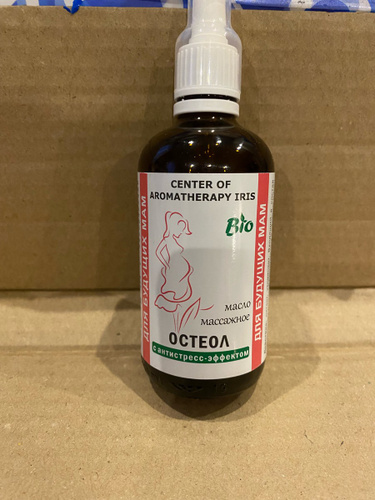 CENTER OF
AROMATHERAPY IRIS
Bio
ДЛЯ БУДУЩИХ МАМ
ДЛЯ БУДУЩИХ МАМ
масло
массажное
ОСТЕОЛ
с антистресс-эффектом